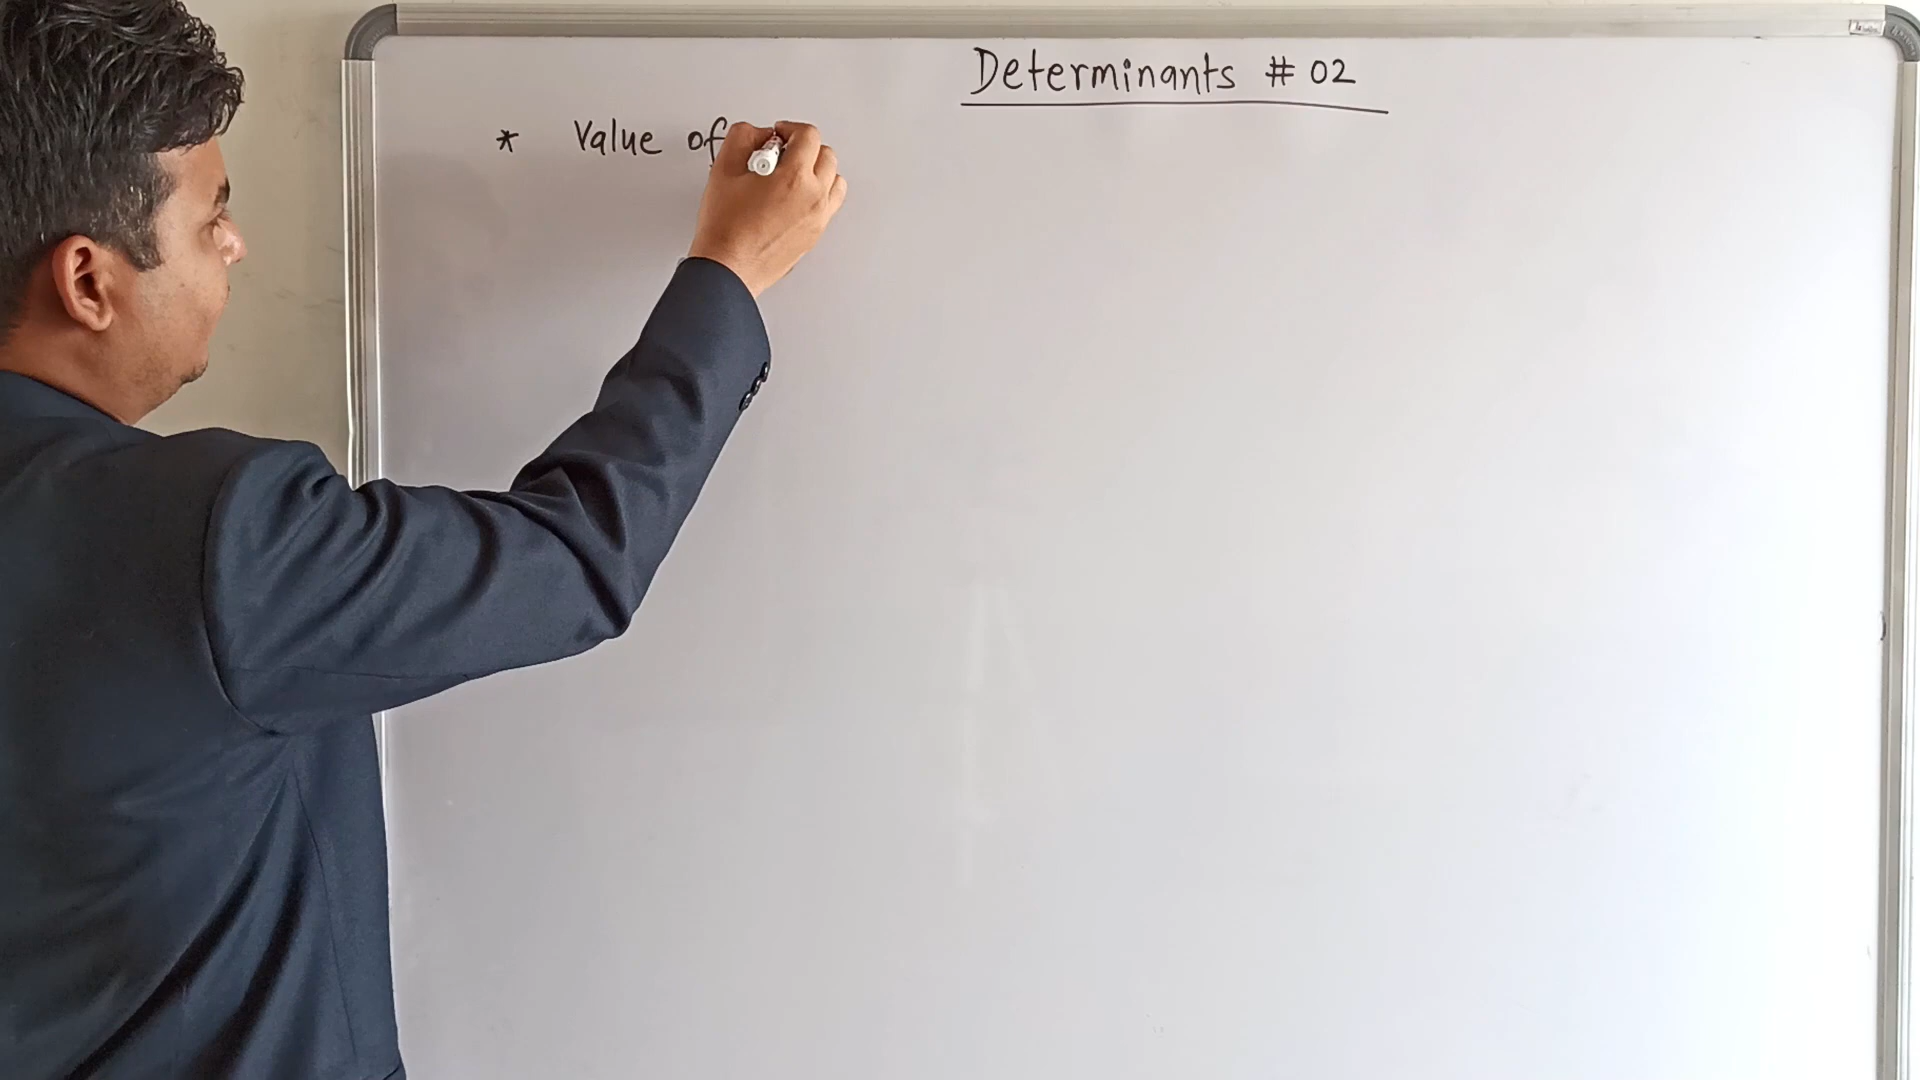 Determinants # 02
* Value of